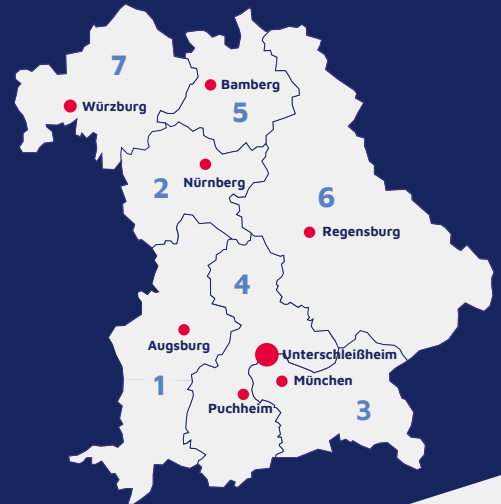 7
Bamberg
Würzburg
5
Nürnberg
2
6
Regensburg
4
Augsburg
Unterschleißheim
München
1
Puchheim
3